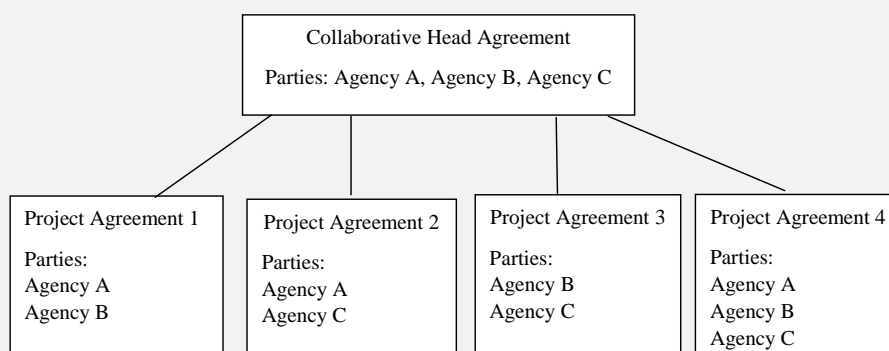 Collaborative Head Agreement
Parties: Agency A, Agency B, Agency C
Project Agreement 1
Parties:
Agency A
Agency B
Project Agreement 2
Parties:
Agency A
Agency C
Project Agreement 3
Parties:
Agency B
Agency C
Project Agreement 4
Parties:
Agency A
Agency B
Agency C